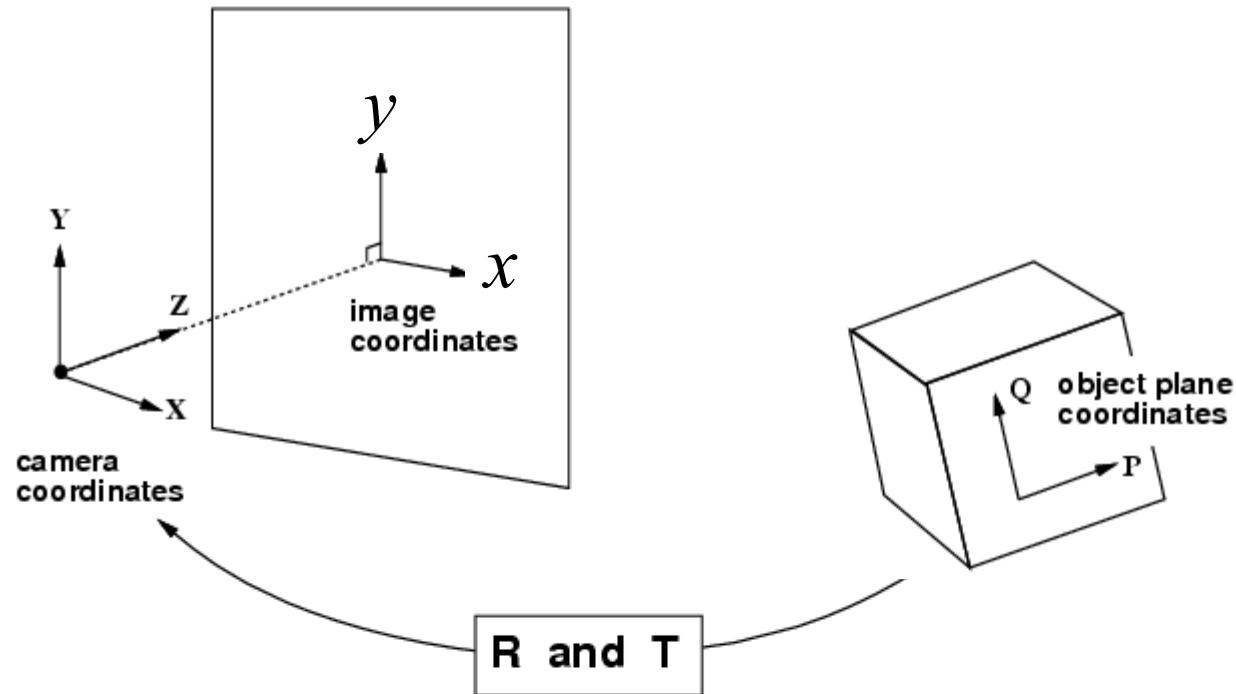 y
x
image
coordinates
Y
Z
X
camera
coordinates
Q
object plane
coordinates
P
R and T